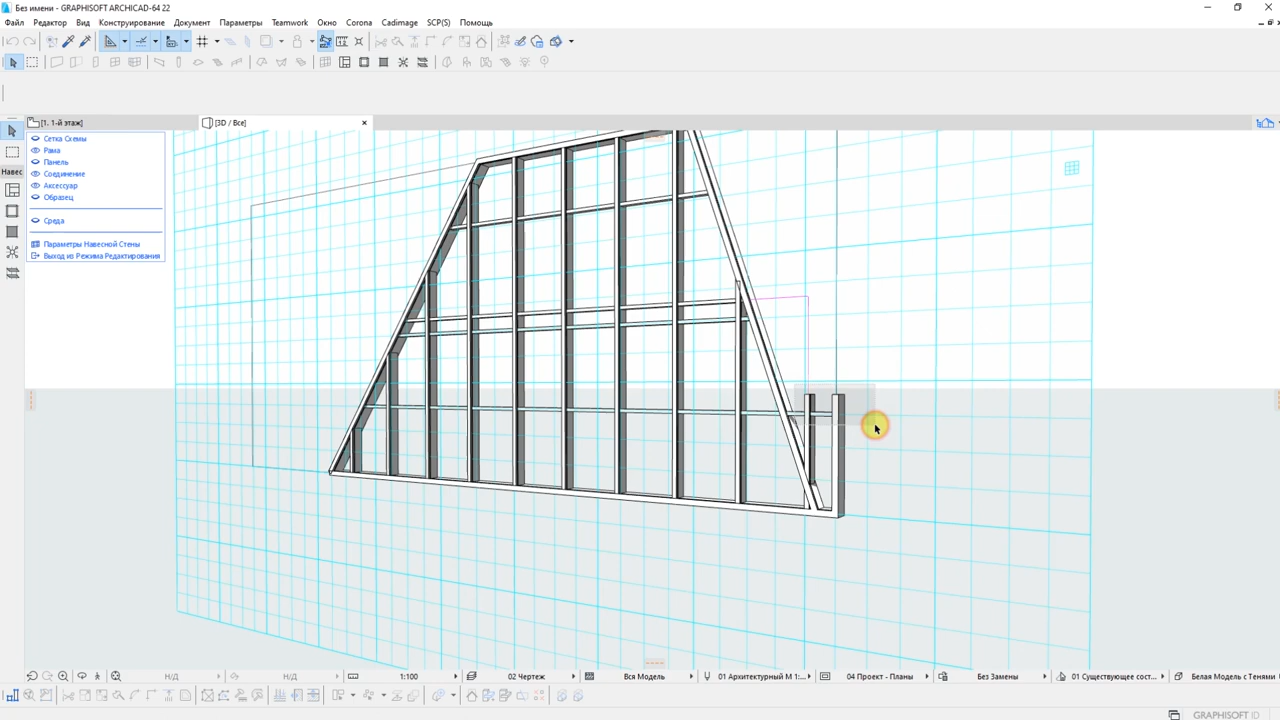 Без имени - GRAPHISOFT ARCHICAD-64 22
Файл Редактор Вид Конструирование Документ Параметры Teamwork Окно Corona Cadimage SCP(S) Помощь
[1. 1-й этаж] [3D / Все]
Сетка Схемы
Рама
Навес
Панель
Соединение
Аксессуар
Образец
Среда
Параметры Навесной Стены
Выход из Режима Редактирования
Н/Д Н/Д 1:100 02 Чертеж Вся Модель 01 Архитектурный М 1:... 04 Проект - Планы Без Замены 01 Существующее сост... Белая Модель с Тенями
GRAPHISOFT ID